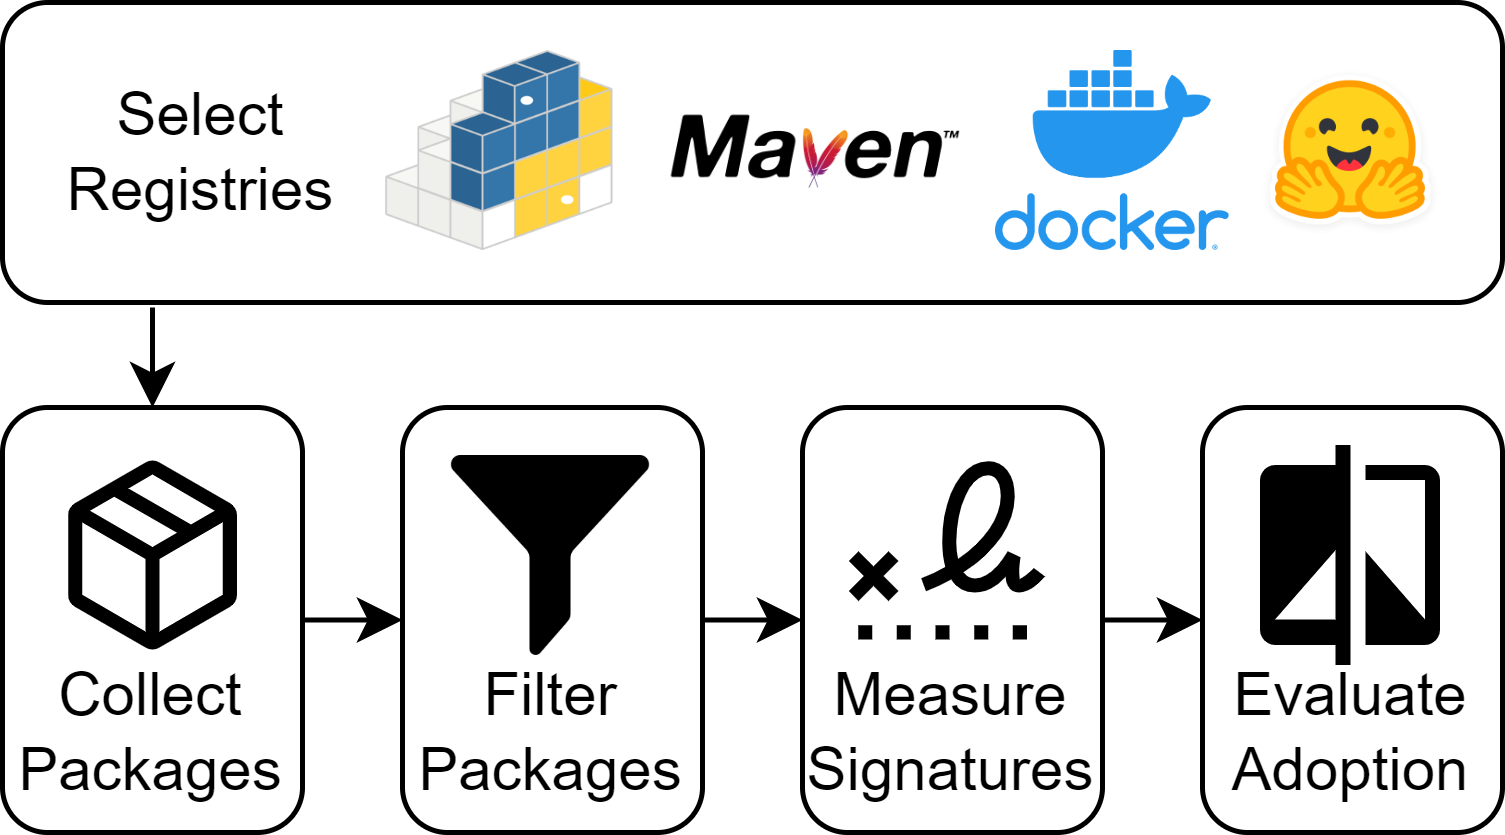 Select
Registries
Maven™
docker
Collect
Packages
Filter
Packages
Measure
Signatures
Evaluate
Adoption